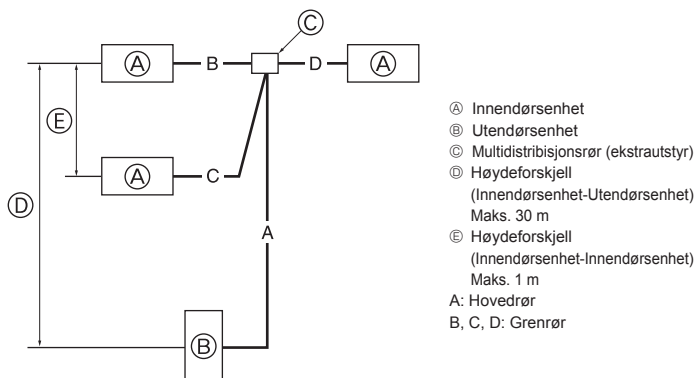 Ⓒ
Ⓐ B D Ⓐ
Ⓔ
Ⓐ C
Ⓓ
A
Ⓑ
Ⓐ Innendørsenhet
Ⓑ Utendørsenhet
Ⓒ Multidistribisjonsrør (ekstrautstyr)
Ⓓ Høydeforskjell
(Innendørsenhet-Utendørsenhet)
Maks. 30 m
Ⓔ Høydeforskjell
(Innendørsenhet-Innendørsenhet)
Maks. 1 m
A: Hovedrør
B, C, D: Grenrør